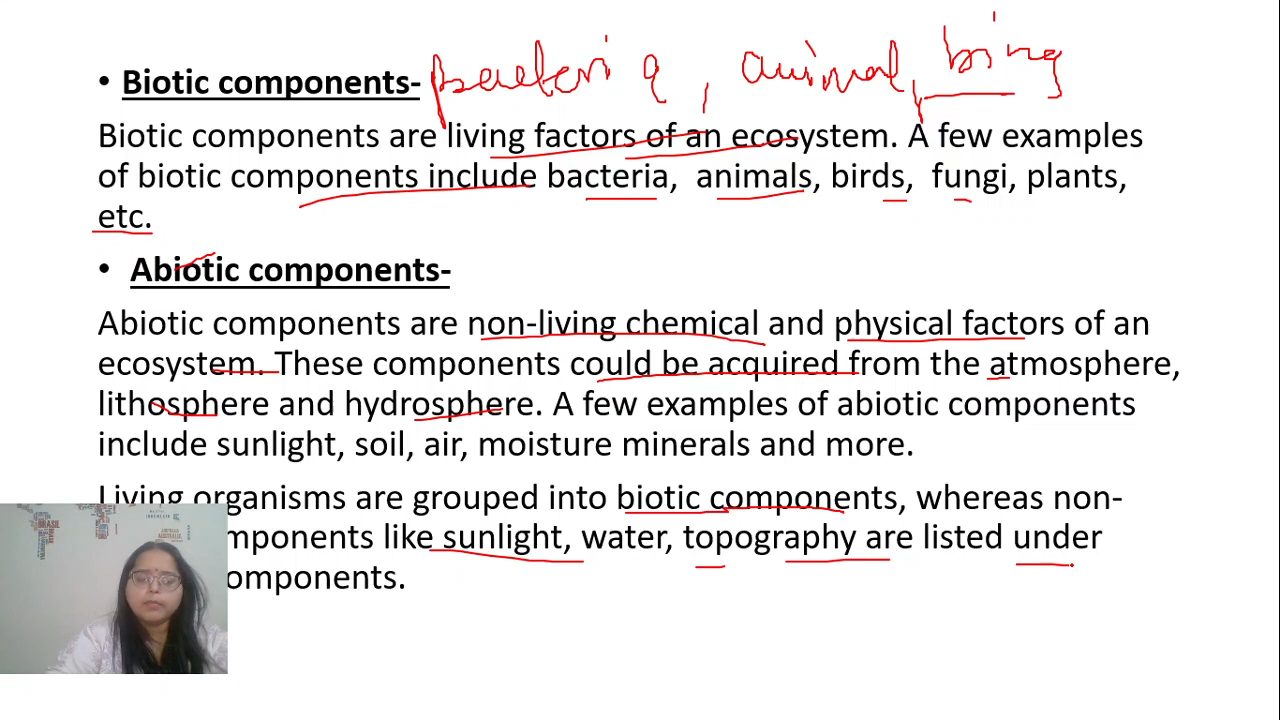 • Biotic components- bacteria, animal,
Biotic components are living factors of an ecosystem. A few examples
of biotic components include bacteria, animals, birds, fungi, plants,
etc.
• Abiotic components-
Abiotic components are non-living chemical and physical factors of an
ecosystem. These components could be acquired from the atmosphere,
lithosphere and hydrosphere. A few examples of abiotic components
include sunlight, soil, air, moisture minerals and more.
Living organisms are grouped into biotic components, whereas non-
mponents like sunlight, water, topography are listed under
omponents.
BRASIL